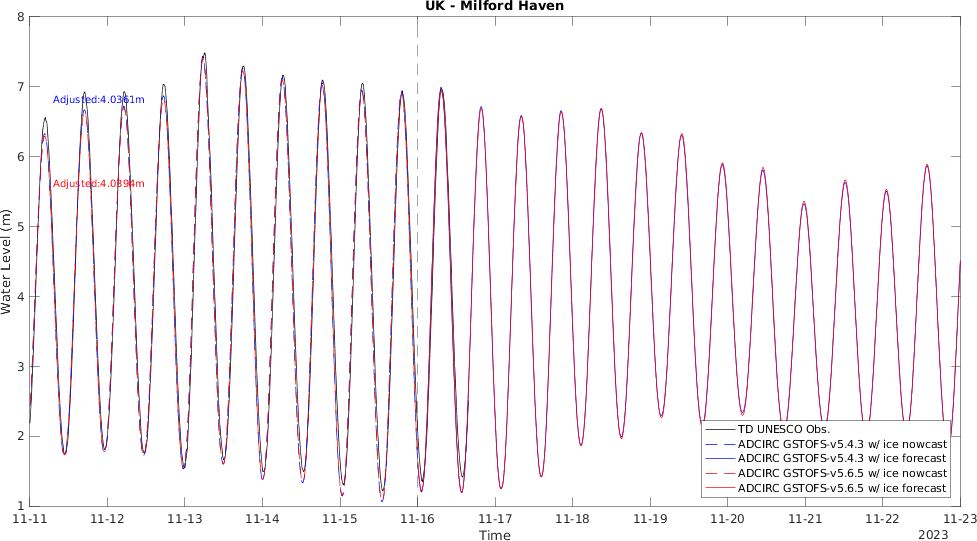 UK - Milford Haven
8
7
6
5
4
3
2
1
Water Level (m)
Adjusted:4.0361m
Adjusted:4.0394m
TD UNESCO Obs.
ADCIRC GSTOFS-v5.4.3 w/ ice nowcast
ADCIRC GSTOFS-v5.4.3 w/ ice forecast
ADCIRC GSTOFS-v5.6.5 w/ ice nowcast
ADCIRC GSTOFS-v5.6.5 w/ ice forecast
11-11 11-12 11-13 11-14 11-15 11-16 11-17 11-18 11-19 11-20 11-21 11-22 11-23
Time
2023